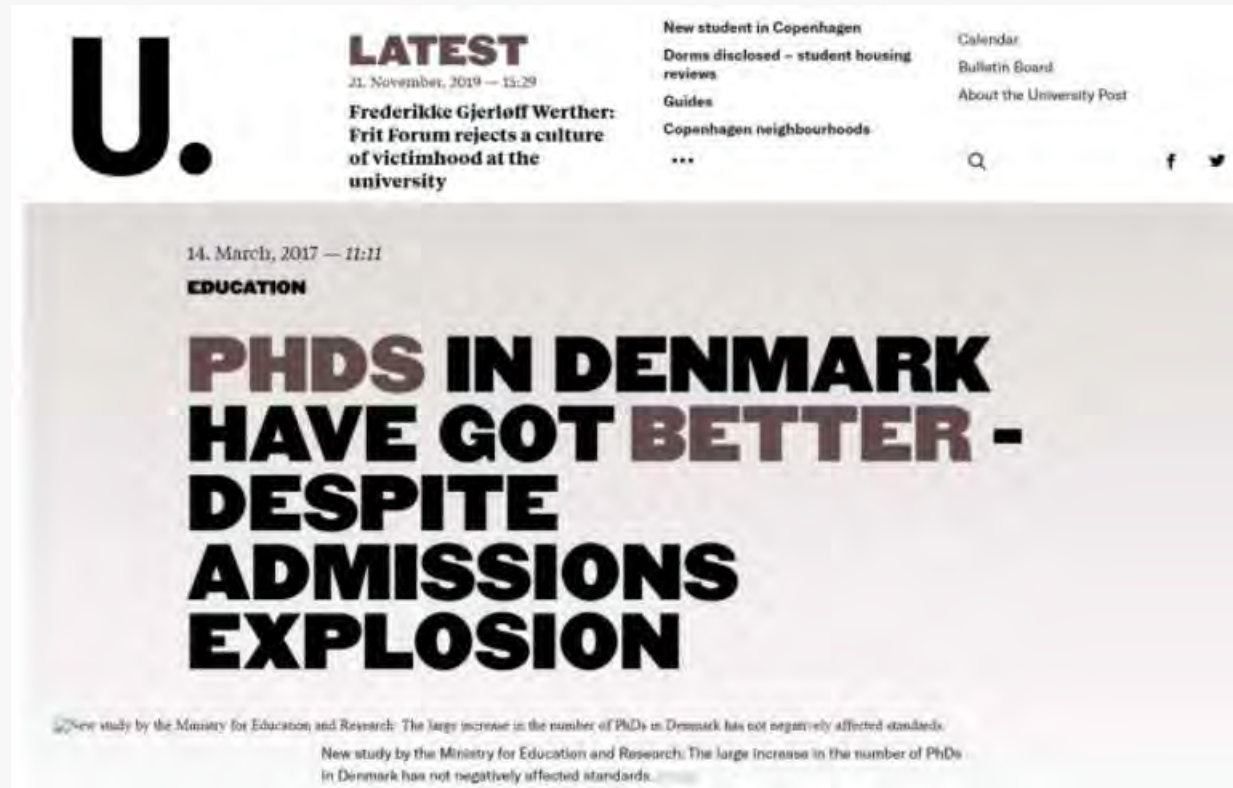 U.
LATEST
21. November, 2019 — 15:29
Frederikke Gjerløff Werther:
Frit Forum rejects a culture
of victimhood at the
university
New student in Copenhagen
Dorms disclosed – student housing
reviews
Guides
Copenhagen neighbourhoods
•••
Calendar
Bulletin Board
About the University Post
14. March, 2017 — 11:11
EDUCATION
PHDS IN DENMARK
HAVE GOT BETTER -
DESPITE
ADMISSIONS
EXPLOSION
New study by the Ministry for Education and Research: The large increase in the number of PhDs in Denmark has not negatively affected standards.
New study by the Ministry for Education and Research: The large increase in the number of PhDs
in Denmark has not negatively affected standards.